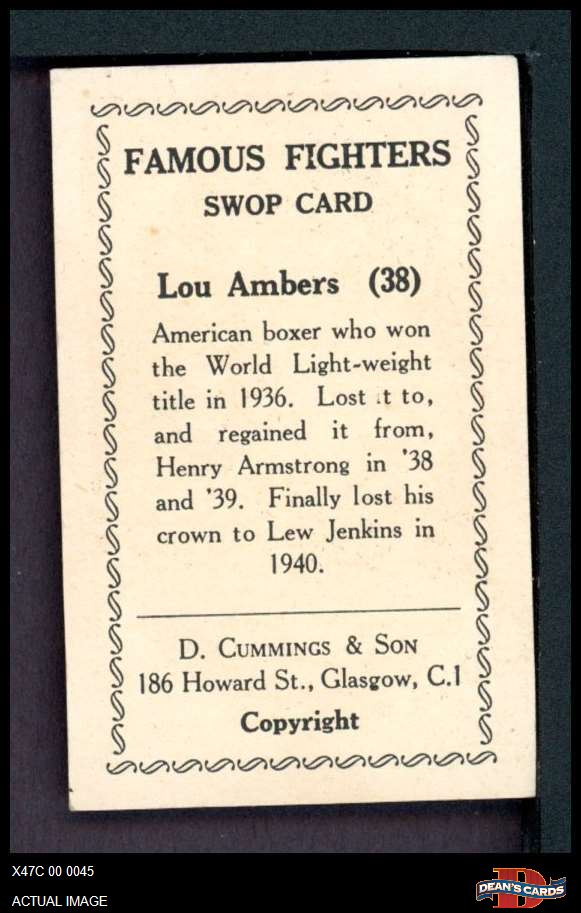 FAMOUS FIGHTERS
SWOP CARD
Lou Ambers (38)
American boxer who won
the World Light-weight
title in 1936. Lost it to,
and regained it from,
Henry Armstrong in '38
and '39. Finally lost his
crown to Lew Jenkins in
1940.
D. CUMMINGS & SON
186 Howard St., Glasgow, C.1
Copyright
X47C 00 0045
ACTUAL IMAGE
D
DEAN'S CARDS